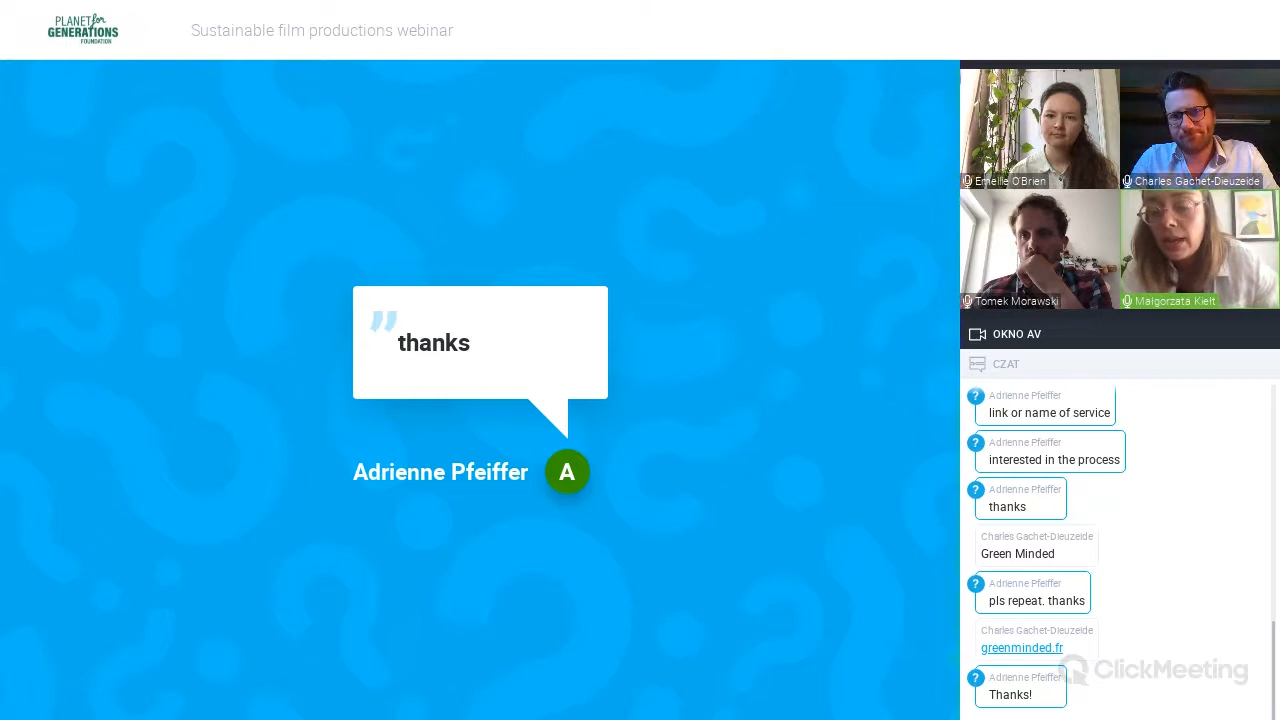 PLANET for
GENERATIONS
FOUNDATION
Sustainable film productions webinar
thanks
Adrienne Pfeiffer A
Emellie O'Brien
Charles Gachet-Dieuzeide
Tomek Morawski
Małgorzata Kiełt
OKNO AV
CZAT
? Adrienne Pfeiffer
link or name of service
? Adrienne Pfeiffer
interested in the process
? Adrienne Pfeiffer
thanks
Charles Gachet-Dieuzeide
Green Minded
? Adrienne Pfeiffer
pls repeat. thanks
Charles Gachet-Dieuzeide
greenminded.fr
ClickMeeting
? Adrienne Pfeiffer
Thanks!